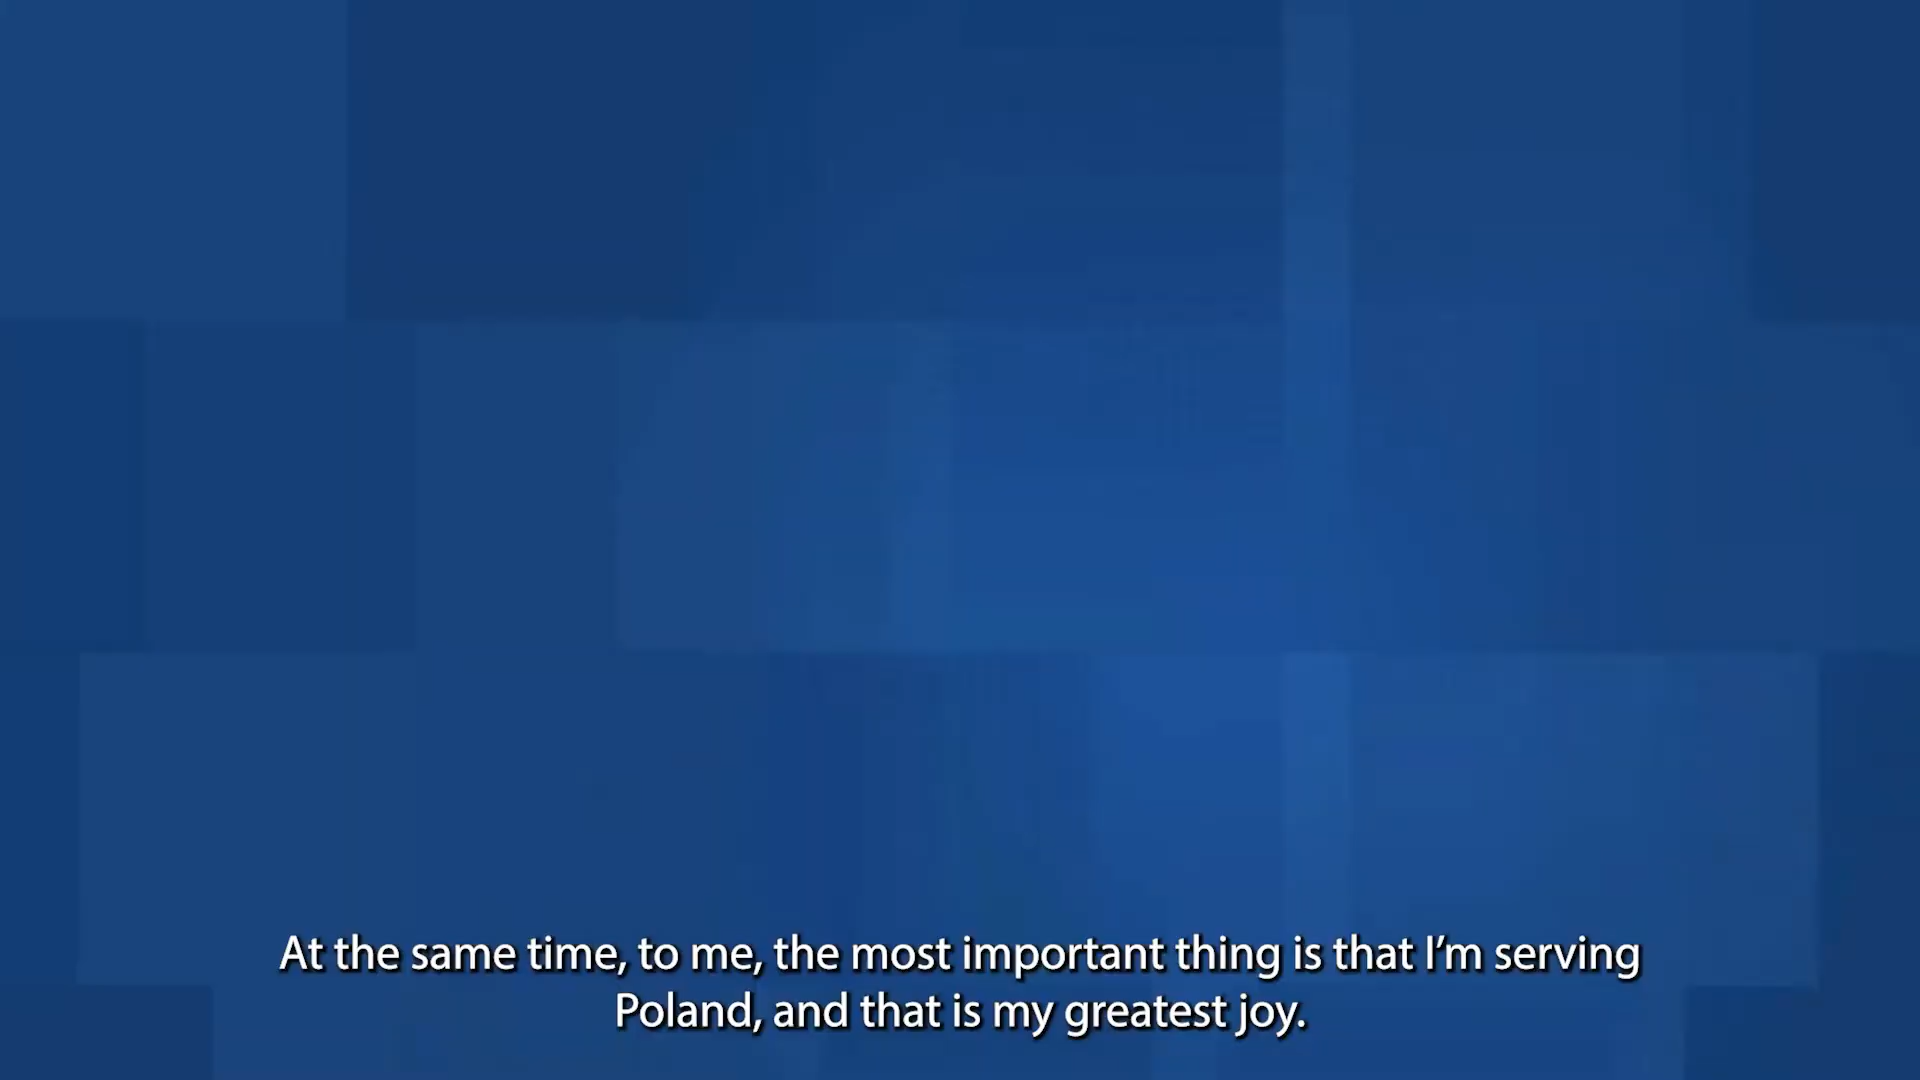 At the same time, to me, the most important thing is that I’m serving
Poland, and that is my greatest joy.